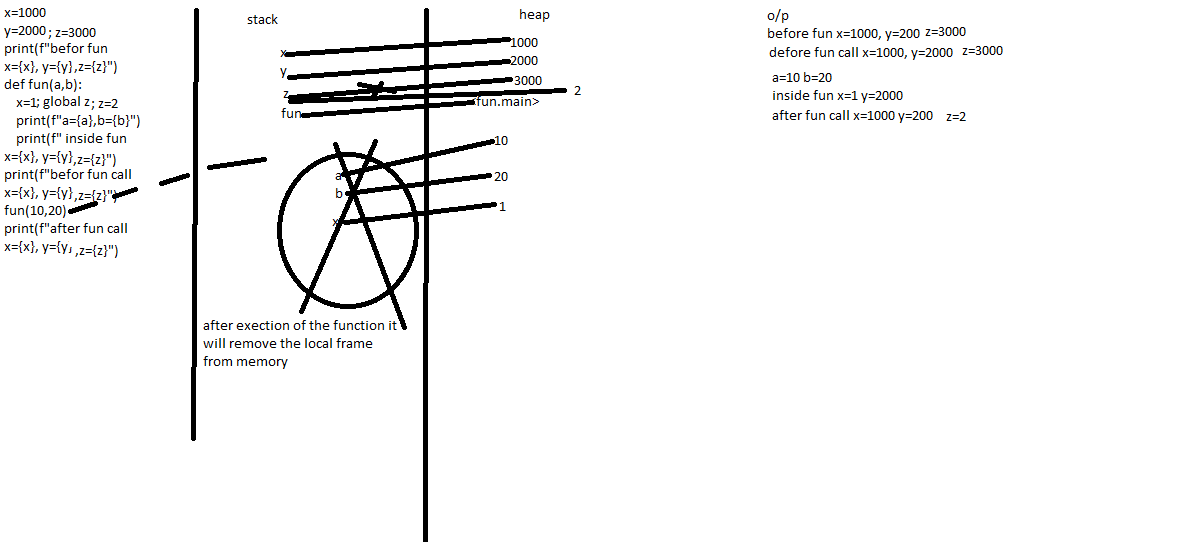 x=1000
y=2000 ; z=3000
print(f"befor fun
x={x}, y={y},z={z}")
def fun(a,b):
x=1; global z; z=2
print(f"a={a},b={b}")
print(f" inside fun
x={x}, y={y},z={z}")
print(f"befor fun call
x={x}, y={y},z={z}")
fun(10,20)
print(f"after fun call
x={x}, y={y, ,z={z}")
stack
x
y
z
fun
a
b
x
after exection of the function it
will remove the local frame
from memory
heap
1000
2000
3000
2
<fun.main>
10
20
1
o/p
before fun x=1000, y=200 z=3000
defore fun call x=1000, y=2000 z=3000
a=10 b=20
inside fun x=1 y=2000
after fun call x=1000 y=200 z=2